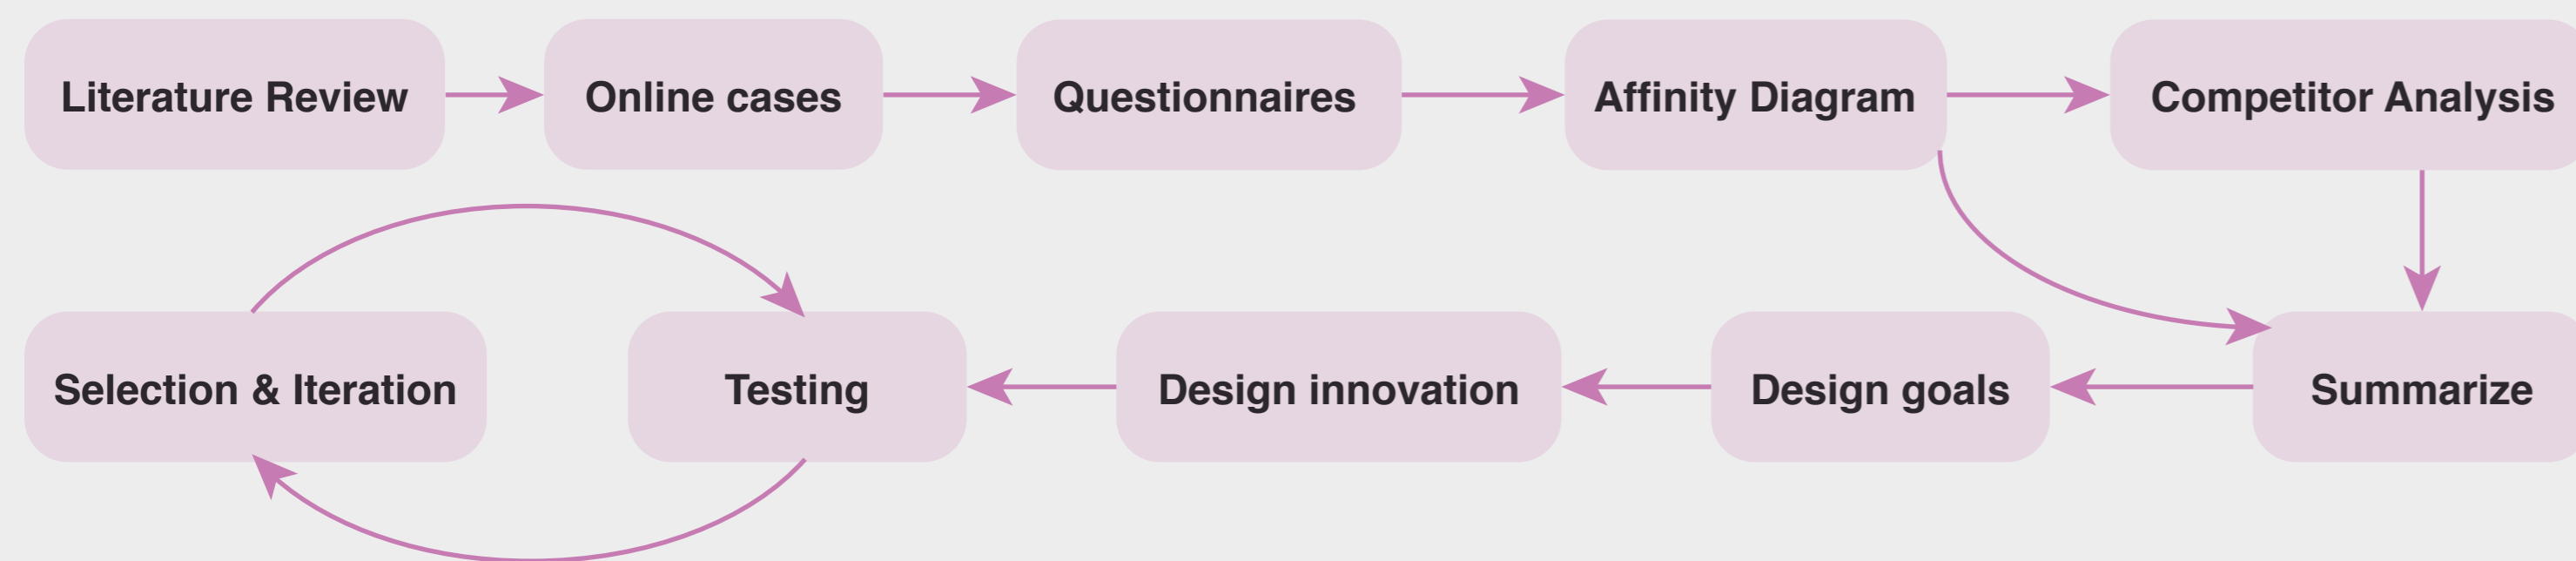 Literature Review
Online cases
Questionnaires
Affinity Diagram
Competitor Analysis
Selection & Iteration
Testing
Design innovation
Design goals
Summarize